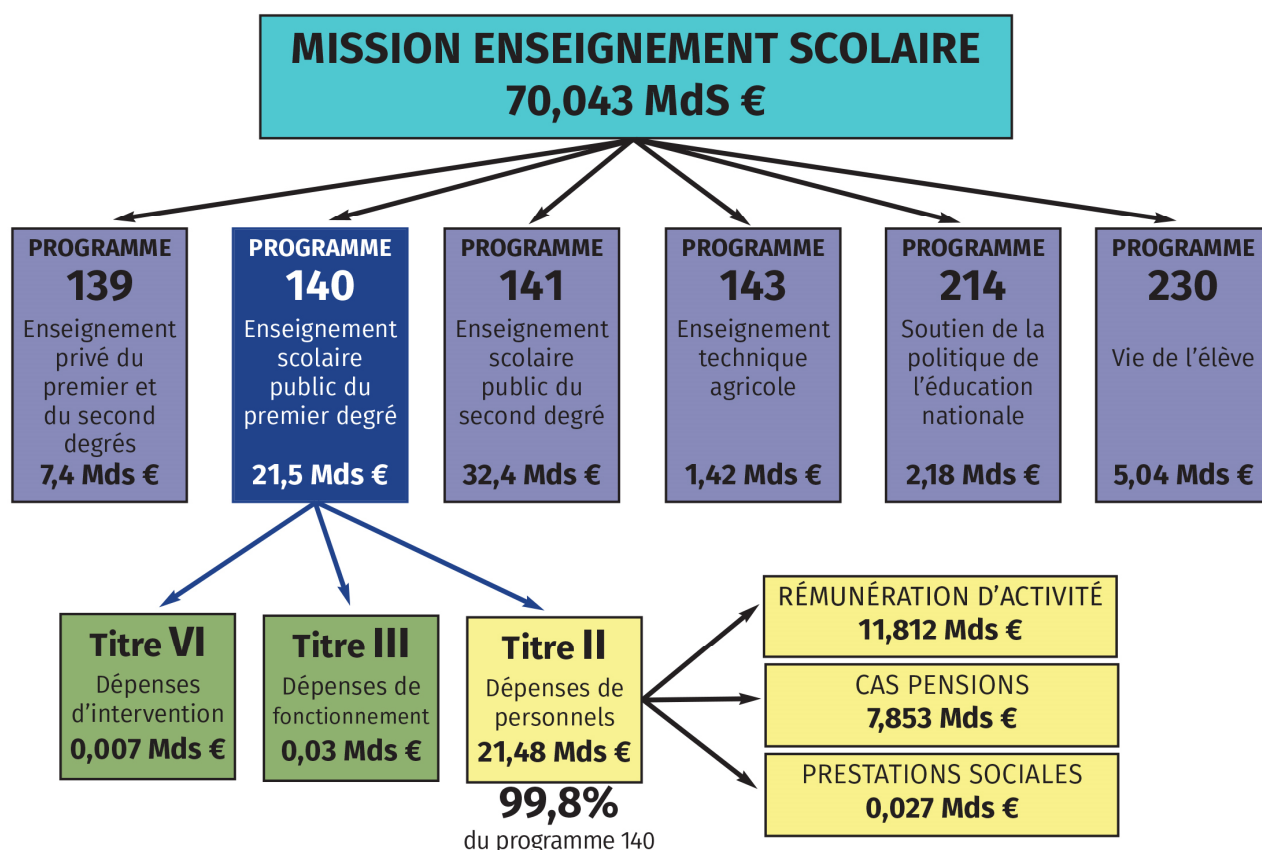 MISSION ENSEIGNEMENT SCOLAIRE
70,043 MdS €
PROGRAMME
139
Enseignement
privé du
premier et
du second
degrés
7,4 Mds €
PROGRAMME
140
Enseignement
scolaire
public du
premier degré
21,5 Mds €
PROGRAMME
141
Enseignement
scolaire
public du
second degré
32,4 Mds €
PROGRAMME
143
Enseignement
technique
agricole
1,42 Mds €
PROGRAMME
214
Soutien de la
politique de
l'éducation
nationale
2,18 Mds €
PROGRAMME
230
Vie de l'élève
5,04 Mds €
Titre VI
Dépenses
d'intervention
0,007 Mds €
Titre III
Dépenses de
fonctionnement
0,03 Mds €
Titre II
Dépenses de
personnels
21,48 Mds €
99,8%
du programme 140
RÉMUNÉRATION D'ACTIVITÉ
11,812 Mds €
CAS PENSIONS
7,853 Mds €
PRESTATIONS SOCIALES
0,027 Mds €